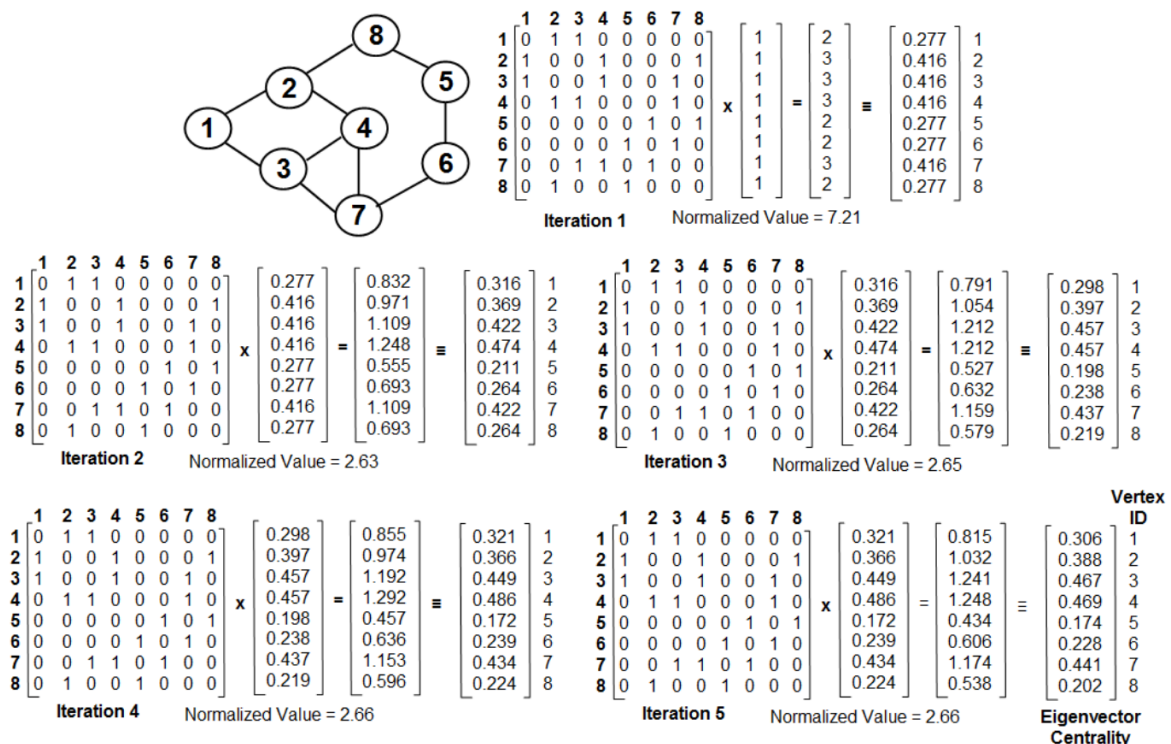 8
2
5
1
4
3
6
7
1 2 3 4 5 6 7 8
1 0 1 1 0 0 0 0 0 1 2 0.277 1
2 1 0 0 1 0 0 0 1 1 3 0.416 2
3 1 0 0 1 0 0 1 0 1 3 0.416 3
4 0 1 1 0 0 0 1 0 x 1 = 3 ≡ 0.416 4
5 0 0 0 0 0 1 0 1 1 2 0.277 5
6 0 0 0 0 1 0 1 0 1 2 0.277 6
7 0 0 1 1 0 1 0 0 1 3 0.416 7
8 0 1 0 0 1 0 0 0 1 2 0.277 8
Iteration 1 Normalized Value = 7.21
1 2 3 4 5 6 7 8
1 0 1 1 0 0 0 0 0 0.277 0.832 0.316 1
2 1 0 0 1 0 0 0 1 0.416 0.971 0.369 2
3 1 0 0 1 0 0 1 0 0.416 1.109 0.422 3
4 0 1 1 0 0 0 1 0 x 0.416 = 1.248 ≡ 0.474 4
5 0 0 0 0 0 1 0 1 0.277 0.555 0.211 5
6 0 0 0 0 1 0 1 0 0.277 0.693 0.264 6
7 0 0 1 1 0 1 0 0 0.416 1.109 0.422 7
8 0 1 0 0 1 0 0 0 0.277 0.693 0.264 8
Iteration 2 Normalized Value = 2.63
1 2 3 4 5 6 7 8
1 0 1 1 0 0 0 0 0 0.316 0.791 0.298 1
2 1 0 0 1 0 0 0 1 0.369 1.054 0.397 2
3 1 0 0 1 0 0 1 0 0.422 1.212 0.457 3
4 0 1 1 0 0 0 1 0 x 0.474 = 1.212 ≡ 0.457 4
5 0 0 0 0 0 1 0 1 0.211 0.527 0.198 5
6 0 0 0 0 1 0 1 0 0.264 0.632 0.238 6
7 0 0 1 1 0 1 0 0 0.422 1.159 0.437 7
8 0 1 0 0 1 0 0 0 0.264 0.579 0.219 8
Iteration 3 Normalized Value = 2.65
1 2 3 4 5 6 7 8
1 0 1 1 0 0 0 0 0 0.298 0.855 0.321 1
2 1 0 0 1 0 0 0 1 0.397 0.974 0.366 2
3 1 0 0 1 0 0 1 0 0.457 1.192 0.449 3
4 0 1 1 0 0 0 1 0 x 0.457 = 1.292 ≡ 0.486 4
5 0 0 0 0 0 1 0 1 0.198 0.457 0.172 5
6 0 0 0 0 1 0 1 0 0.238 0.636 0.239 6
7 0 0 1 1 0 1 0 0 0.437 1.153 0.434 7
8 0 1 0 0 1 0 0 0 0.219 0.596 0.224 8
Iteration 4 Normalized Value = 2.66
Vertex
1 2 3 4 5 6 7 8 ID
1 0 1 1 0 0 0 0 0 0.321 0.815 0.306 1
2 1 0 0 1 0 0 0 1 0.366 1.032 0.388 2
3 1 0 0 1 0 0 1 0 0.449 1.241 0.467 3
4 0 1 1 0 0 0 1 0 x 0.486 = 1.248 ≡ 0.469 4
5 0 0 0 0 0 1 0 1 0.172 0.434 0.174 5
6 0 0 0 0 1 0 1 0 0.239 0.606 0.228 6
7 0 0 1 1 0 1 0 0 0.434 1.174 0.441 7
8 0 1 0 0 1 0 0 0 0.224 0.538 0.202 8
Iteration 5 Normalized Value = 2.66 Eigenvector
Centrality